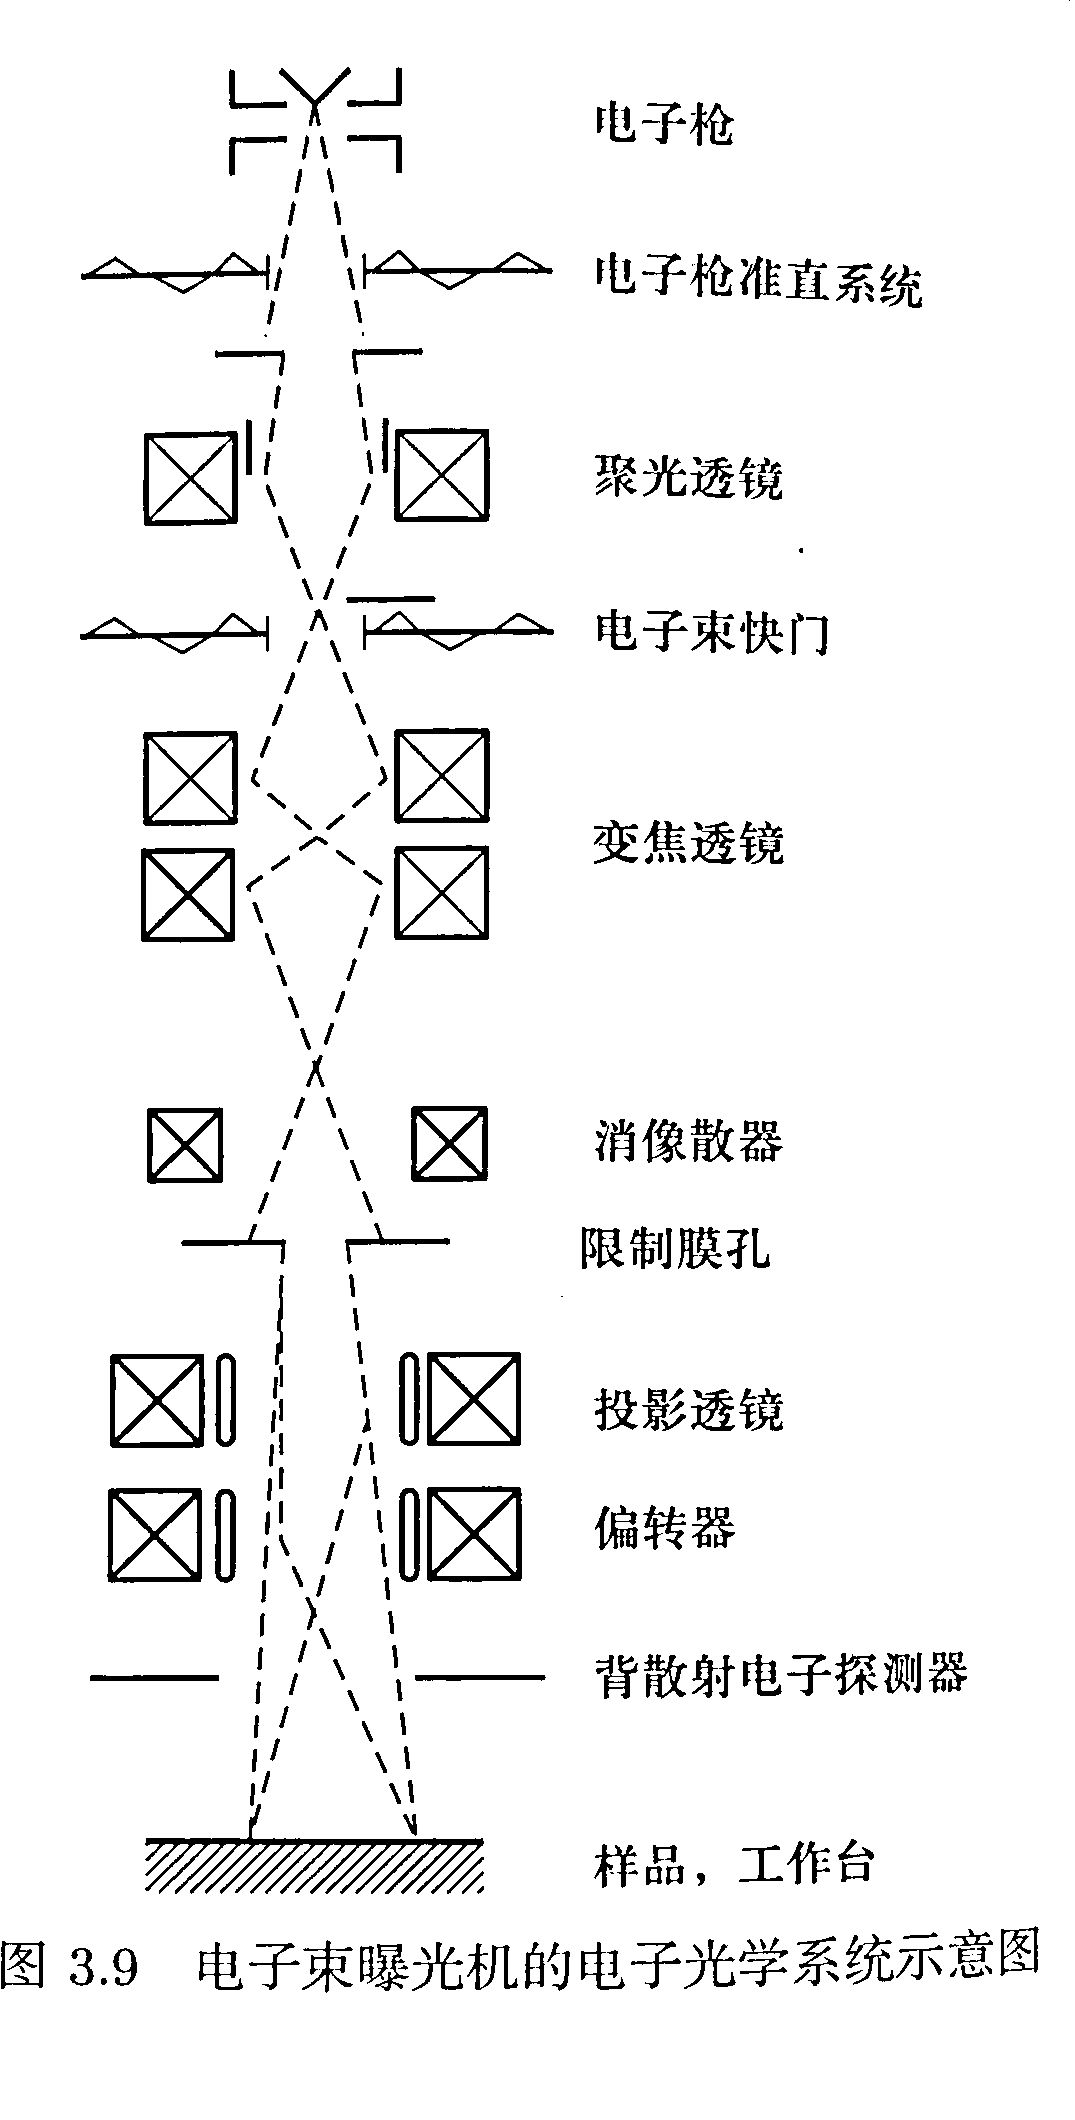 电子枪
电子枪准直系统
聚光透镜
电子束快门
变焦透镜
消像散器
限制膜孔
投影透镜
偏转器
背散射电子探测器
样品，工作台
图 3.9 电子束曝光机的电子光学系统示意图